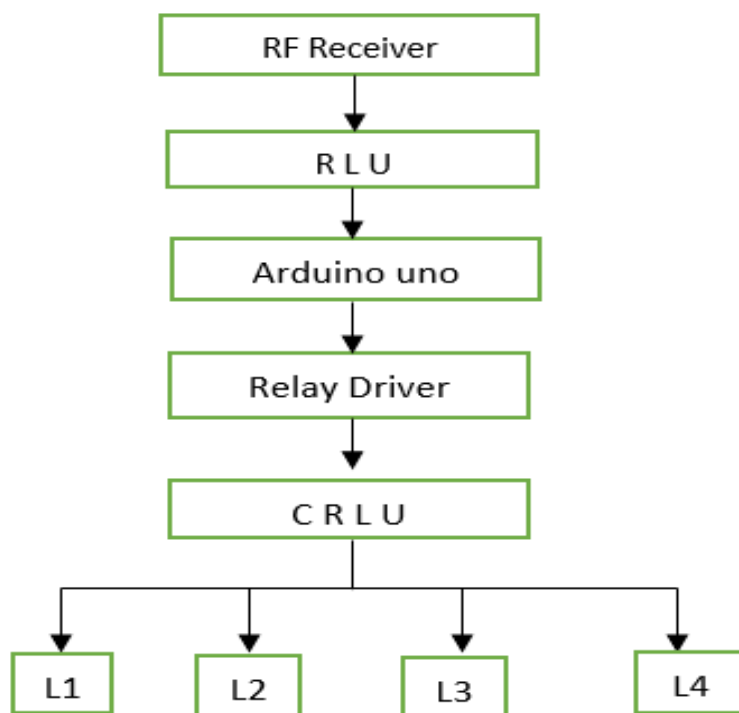 RF Receiver
R L U
Arduino uno
Relay Driver
C R L U
L1
L2
L3
L4